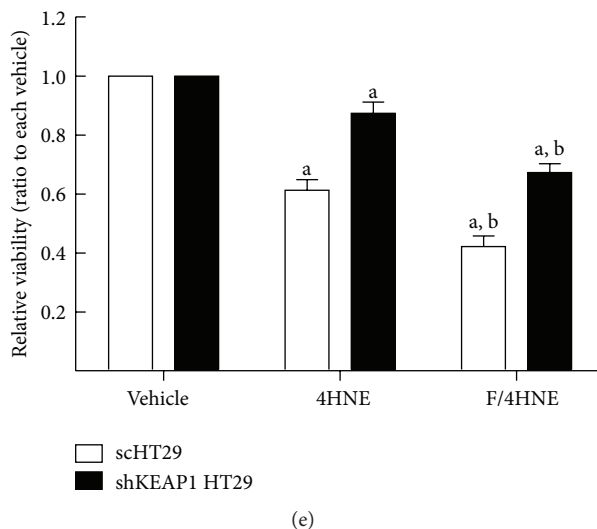 Relative viability (ratio to each vehicle)
1.2
1.0
0.8
0.6
0.4
0.2
a
a
a, b
a, b
Vehicle
4HNE
F/4HNE
scHT29
shKEAP1 HT29
(e)